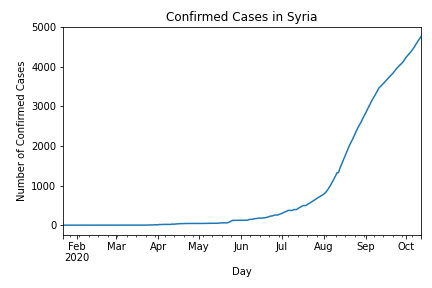 Confirmed Cases in Syria
5000
4000
3000
2000
1000
0
Number of Confirmed Cases
Feb Mar Apr May Jun Jul Aug Sep Oct
2020
Day